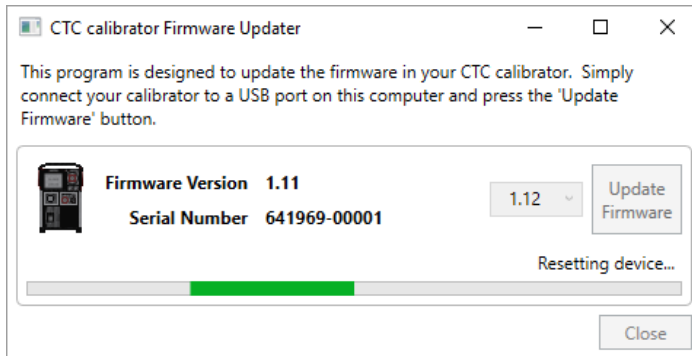 CTC calibrator Firmware Updater
This program is designed to update the firmware in your CTC calibrator.  Simply
connect your calibrator to a USB port on this computer and press the 'Update
Firmware' button.
Firmware Version 1.11
1.12
Update
Firmware
Serial Number 641969-00001
Resetting device...
Close